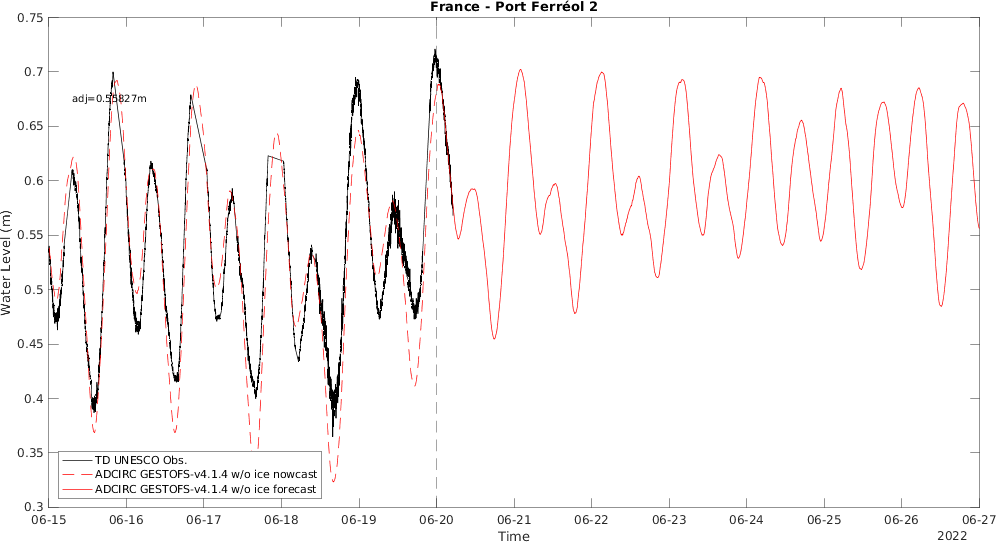 France - Port Ferréol 2
0.75
0.7
0.65
0.6
0.55
0.5
0.45
0.4
0.35
0.3
Water Level (m)
adj=0.55827m
TD UNESCO Obs.
ADCIRC GESTOFS-v4.1.4 w/o ice nowcast
ADCIRC GESTOFS-v4.1.4 w/o ice forecast
06-15 06-16 06-17 06-18 06-19 06-20 06-21 06-22 06-23 06-24 06-25 06-26 06-27
Time
2022